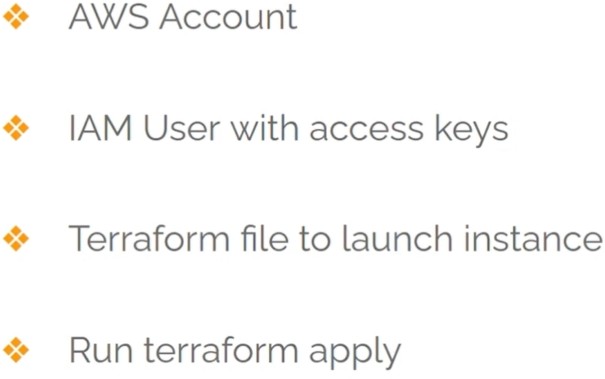 AWS Account
IAM User with access keys
Terraform file to launch instance
Run terraform apply